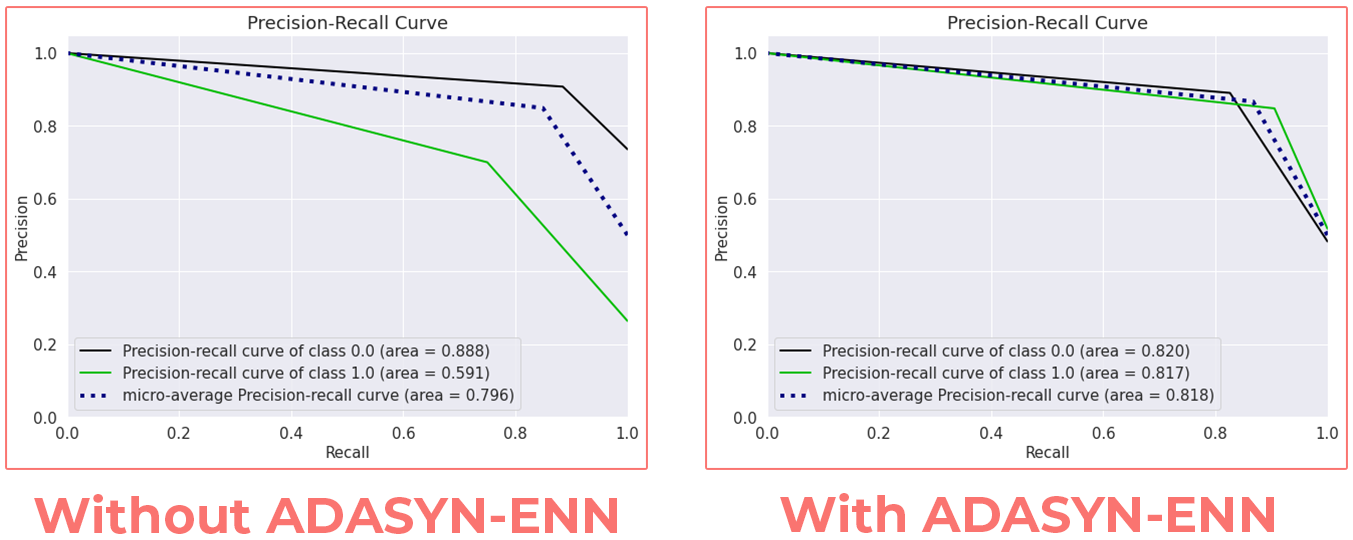 Precision-Recall Curve
1.0
0.8
0.6
0.4
0.2
0.0
Precision
Precision-recall curve of class 0.0 (area = 0.888)
Precision-recall curve of class 1.0 (area = 0.591)
micro-average Precision-recall curve (area = 0.796)
0.0 0.2 0.4 0.6 0.8 1.0
Recall
Without ADASYN-ENN
Precision-Recall Curve
1.0
0.8
0.6
0.4
0.2
0.0
Precision
Precision-recall curve of class 0.0 (area = 0.820)
Precision-recall curve of class 1.0 (area = 0.817)
micro-average Precision-recall curve (area = 0.818)
0.0 0.2 0.4 0.6 0.8 1.0
Recall
With ADASYN-ENN